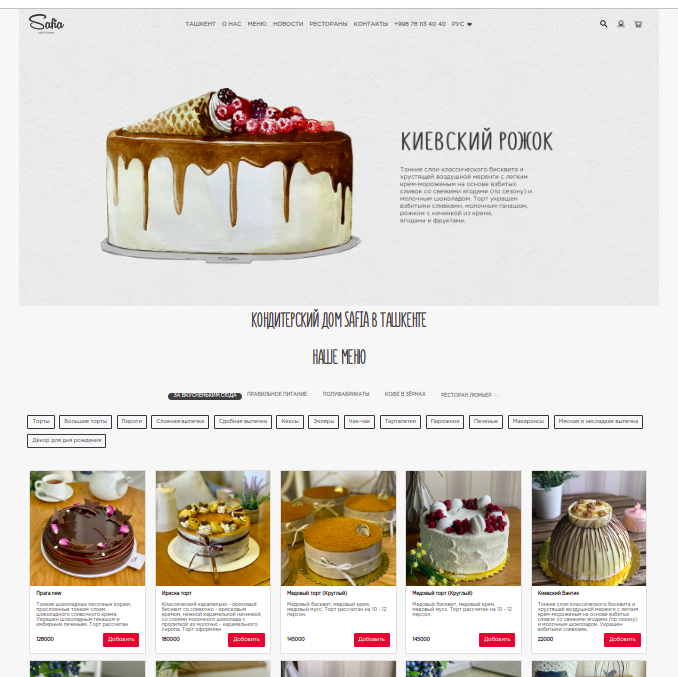 Safia
ТАШКЕНТ О НАС МЕНЮ НОВОСТИ РЕСТОРАНЫ КОНТАКТЫ +998 78 113 40 40 РУС
КИЕВСКИЙ РОЖОК
Тонкие слои классического бисквита и
хрустящей воздушной меренги с легким
крем-мороженым на основе взбитых
сливок со свежими ягодами (по сезону) и
молочным шоколадом. Торт украшен
взбитыми сливками, молочным ганашом,
рожком с начинкой из крема,
ягодами и фруктами.
КОНДИТЕРСКИЙ ДОМ SAFIA В ТАШКЕНТЕ
НАШЕ МЕНЮ
ЗА ВКУСНЕНЬКИМ СЮДА ПРАВИЛЬНОЕ ПИТАНИЕ ПОЛУФАБРИКАТЫ КОФЕ В ЗЁРНАХ РЕСТОРАН ЛЮМЬЕР
Торты Большие торты Пироги Слоеная выпечка Сдобная выпечка Кексы Эклеры Чак-чак Тарталетки Пирожное Печенье Макаронсы Мясная и несладкая выпечка
Декор для дня рождения
Прага new
Тонкие шоколадные песочные коржи,
прослоенные тонким слоем
шоколадного сливочного крема.
Украшен шоколадным ганашом и
имбирным печеньем. Торт рассчитан
128000 Добавить
Ириска торт
Классический карамельно - ореховый
бисквит со сливочно - ирисковым
кремом, нежной карамельной начинкой,
со слоями молочного шоколада с
пропиткой из молочно - карамельного
сиропа. Торт оформлен
180000 Добавить
Медовый торт (Круглый)
Медовый бисквит, медовый крем,
медовый мусс. Торт рассчитан на 10 - 12
персон.
145000 Добавить
Медовый торт (Круглый)
Медовый бисквит, медовый крем,
медовый мусс. Торт рассчитан на 10 - 12
персон.
145000 Добавить
Киевский Бантик
Тонкие слои классического бисквита и
хрустящей воздушной меренги с легким
крем-мороженым на основе взбитых
сливок со свежими ягодами (по сезону)
и молочным шоколадом. Украшен
взбитыми сливками,
22000 Добавить